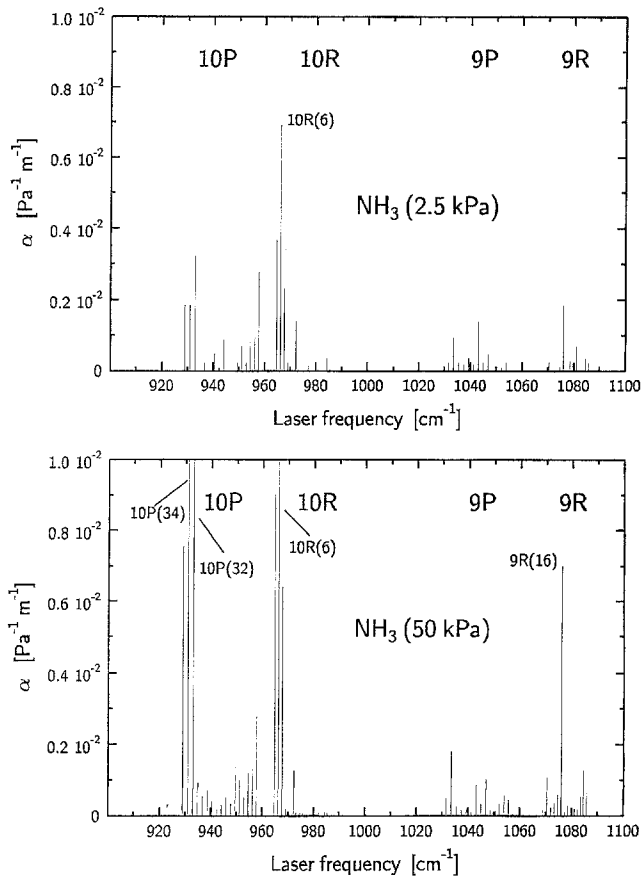 1.0 10⁻²
10P 10R 9P 9R
0.8 10⁻²
10R(6)
0.6 10⁻²
α [Pa⁻¹ m⁻¹]
NH₃ (2.5 kPa)
0.4 10⁻²
0.2 10⁻²
0
920 940 960 980 1000 1020 1040 1060 1080 1100
Laser frequency [cm⁻¹]
1.0 10⁻²
10P 10R 9P 9R
10P(34)
0.8 10⁻²
10R(6)
10P(32)
9R(16)
0.6 10⁻²
α [Pa⁻¹ m⁻¹]
NH₃ (50 kPa)
0.4 10⁻²
0.2 10⁻²
0
920 940 960 980 1000 1020 1040 1060 1080 1100
Laser frequency [cm⁻¹]